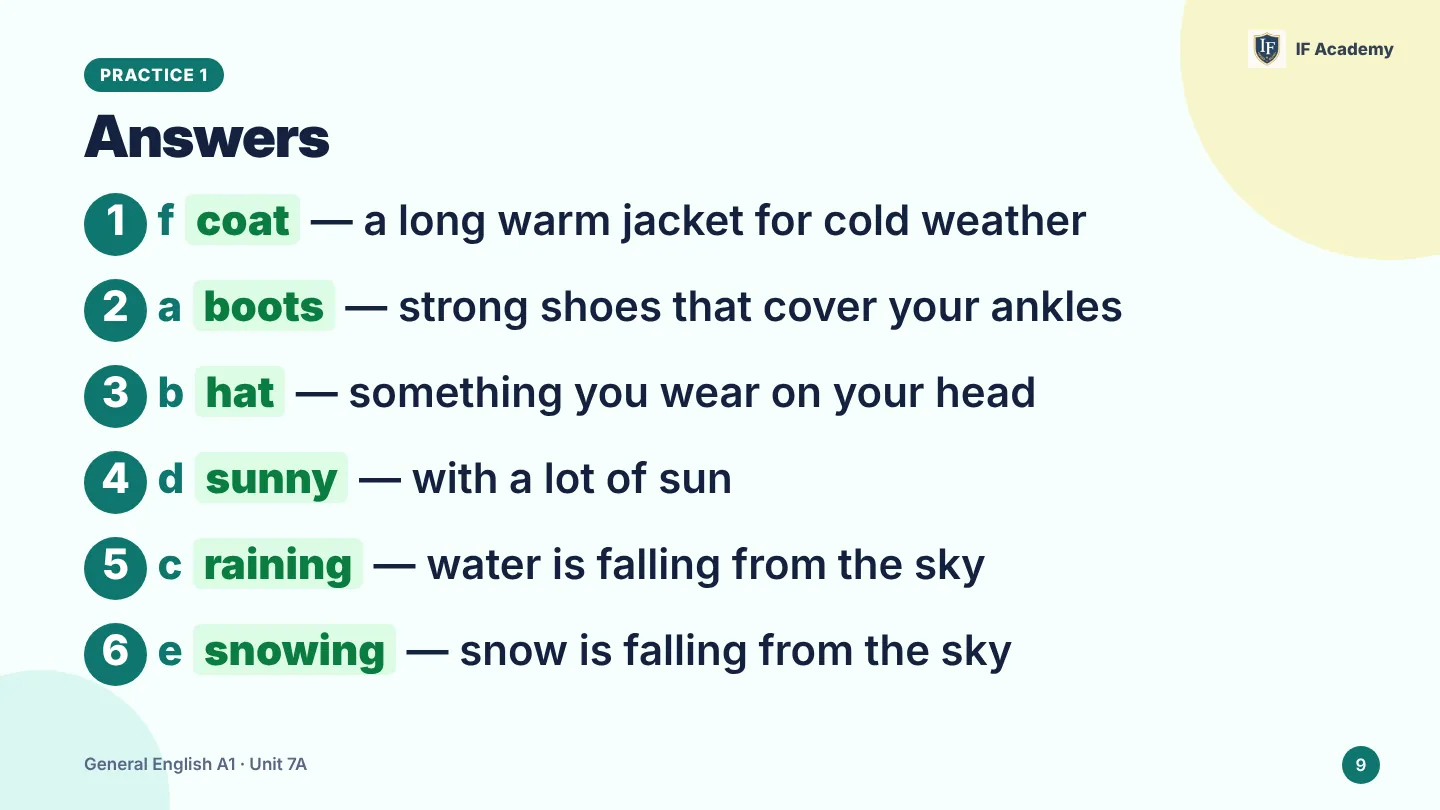 IF IF Academy
PRACTICE 1
Answers
1 f coat — a long warm jacket for cold weather
2 a boots — strong shoes that cover your ankles
3 b hat — something you wear on your head
4 d sunny — with a lot of sun
5 c raining — water is falling from the sky
6 e snowing — snow is falling from the sky
General English A1 · Unit 7A
9